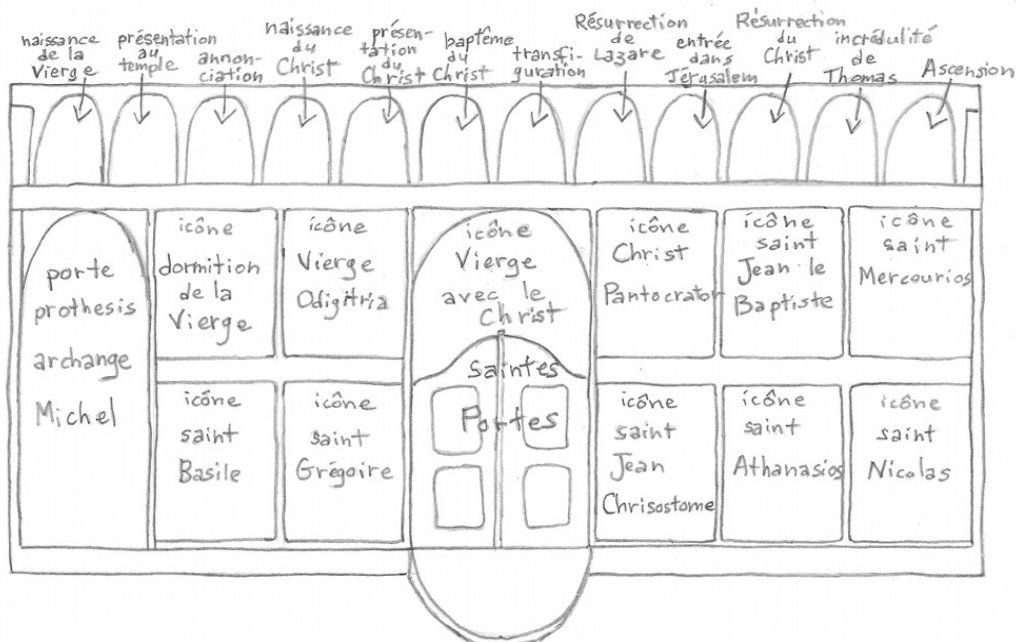 naissance
de la
Vierge
présentation
au
temple
annon-
ciation
naissance
du
Christ
présen-
tation
du
Christ
baptême
du
Christ
transfi-
guration
Résurrection
de
Lazare
entrée
dans
Jérusalem
Résurrection
du
Christ
incrédulité
de
Thomas
Ascension
porte
prothesis
archange
Michel
icône
dormition
de la
Vierge
icône
Vierge
Odigitria
icône
Vierge
avec le
Christ
icône
Christ
Pantocrator
icône
saint
Jean le
Baptiste
icône
saint
Mercourios
icône
saint
Basile
icône
saint
Grégoire
Saintes
Portes
icône
saint
Jean
Chrisostome
icône
saint
Athanasios
icône
saint
Nicolas